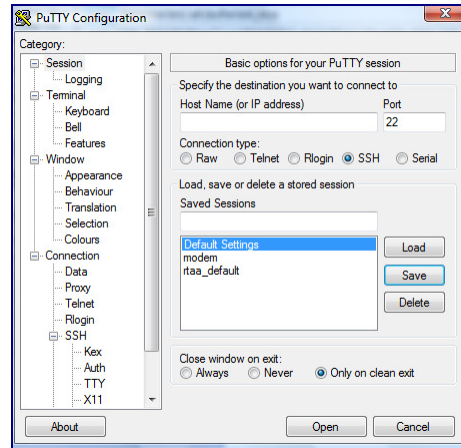 PuTTY Configuration
Category:
Session
Logging
Terminal
Keyboard
Bell
Features
Window
Appearance
Behaviour
Translation
Selection
Colours
Connection
Data
Proxy
Telnet
Rlogin
SSH
Kex
Auth
TTY
X11
Basic options for your PuTTY session
Specify the destination you want to connect to
Host Name (or IP address) Port
22
Connection type:
Raw Telnet Rlogin SSH Serial
Load, save or delete a stored session
Saved Sessions
Default Settings
modem
rtaa_default
Load
Save
Delete
Close window on exit:
Always Never Only on clean exit
About Open Cancel